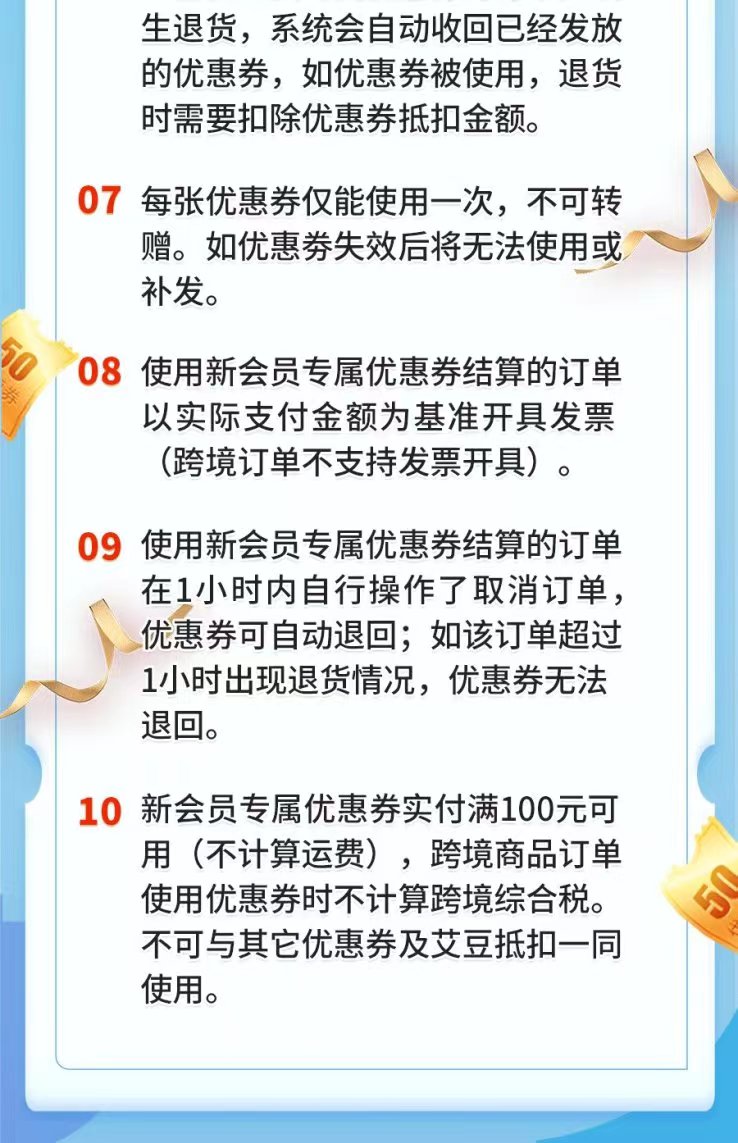 生退货，系统会自动收回已经发放
的优惠券，如优惠券被使用，退货
时需要扣除优惠券抵扣金额。
07 每张优惠券仅能使用一次，不可转
赠。如优惠劵失效后将无法使用或
补发。
50
券
08 使用新会员专属优惠券结算的订单
以实际支付金额为基准开具发票
（跨境订单不支持发票开具）。
09 使用新会员专属优惠券结算的订单
在1小时内自行操作了取消订单，
优惠券可自动退回；如该订单超过
1小时出现退货情况，优惠券无法
退回。
10 新会员专属优惠券实付满100元可
用（不计算运费），跨境商品订单
使用优惠券时不计算跨境综合税。
不可与其它优惠券及艾豆抵扣一同
使用。
50